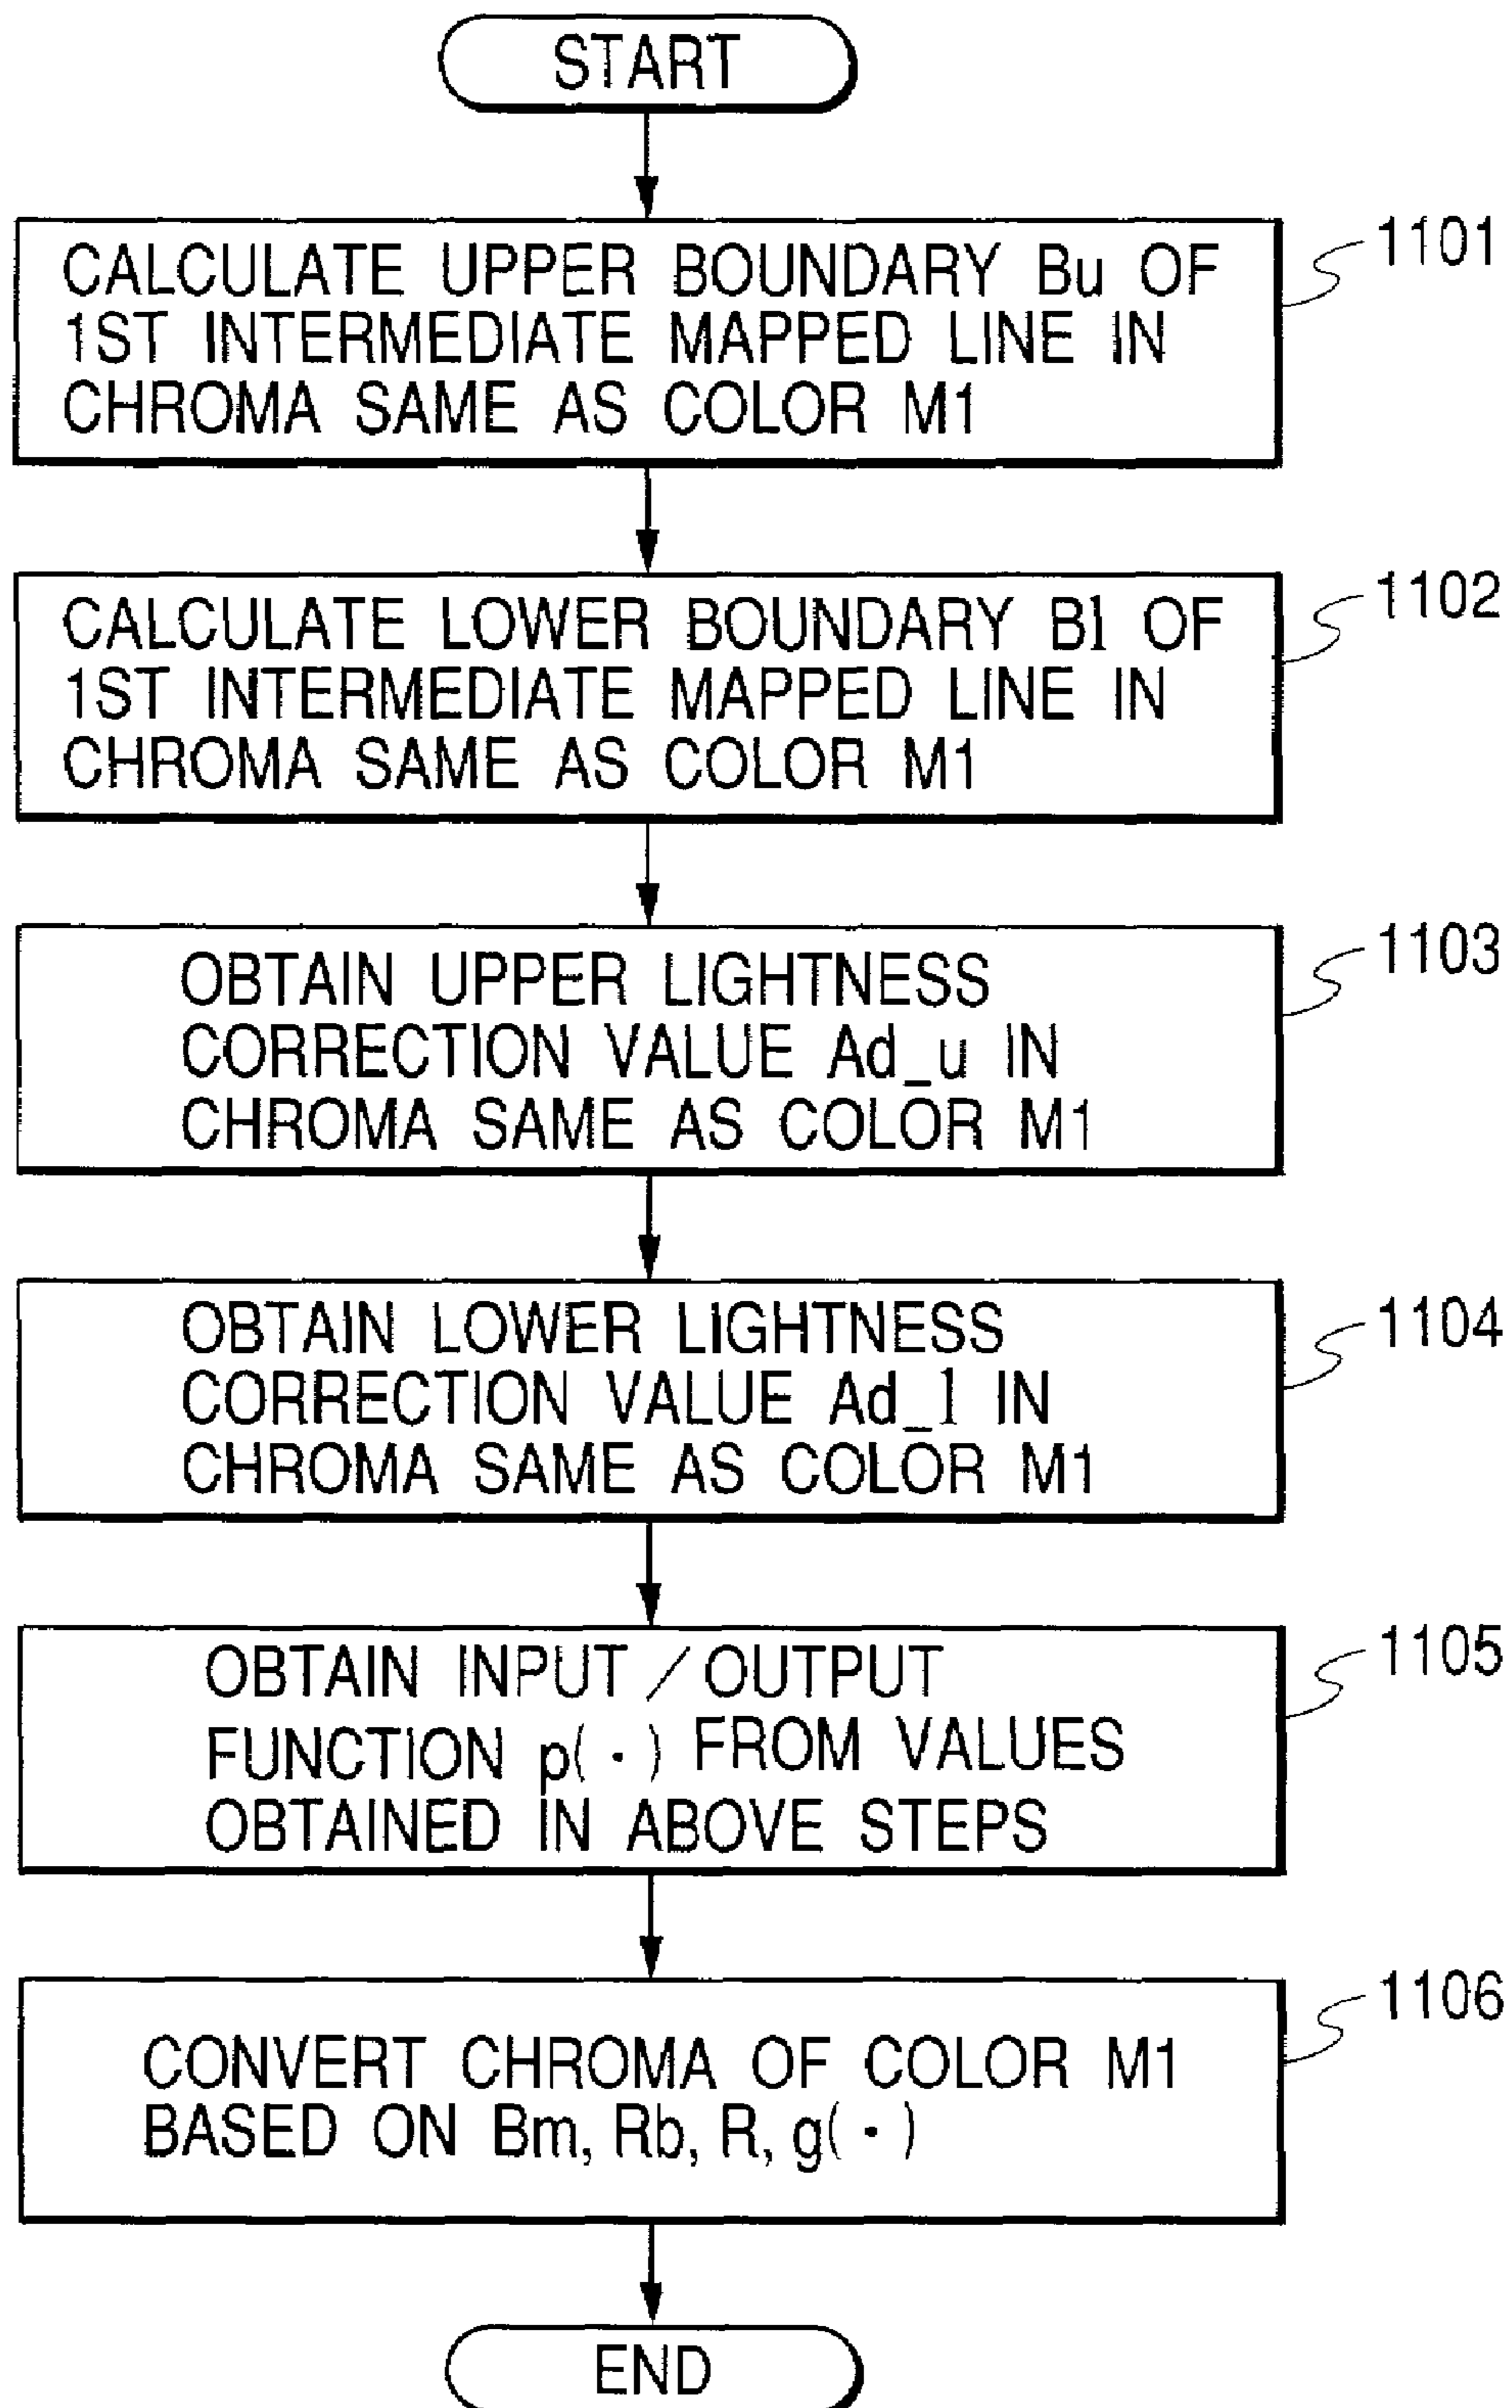 START
CALCULATE UPPER BOUNDARY Bu OF
1ST INTERMEDIATE MAPPED LINE IN
CHROMA SAME AS COLOR M1
1101
CALCULATE LOWER BOUNDARY Bl OF
1ST INTERMEDIATE MAPPED LINE IN
CHROMA SAME AS COLOR M1
1102
OBTAIN UPPER LIGHTNESS
CORRECTION VALUE Ad_u IN
CHROMA SAME AS COLOR M1
1103
OBTAIN LOWER LIGHTNESS
CORRECTION VALUE Ad_l IN
CHROMA SAME AS COLOR M1
1104
OBTAIN INPUT/OUTPUT
FUNCTION p(·) FROM VALUES
OBTAINED IN ABOVE STEPS
1105
CONVERT CHROMA OF COLOR M1
BASED ON Bm, Rb, R, g(·)
1106
END